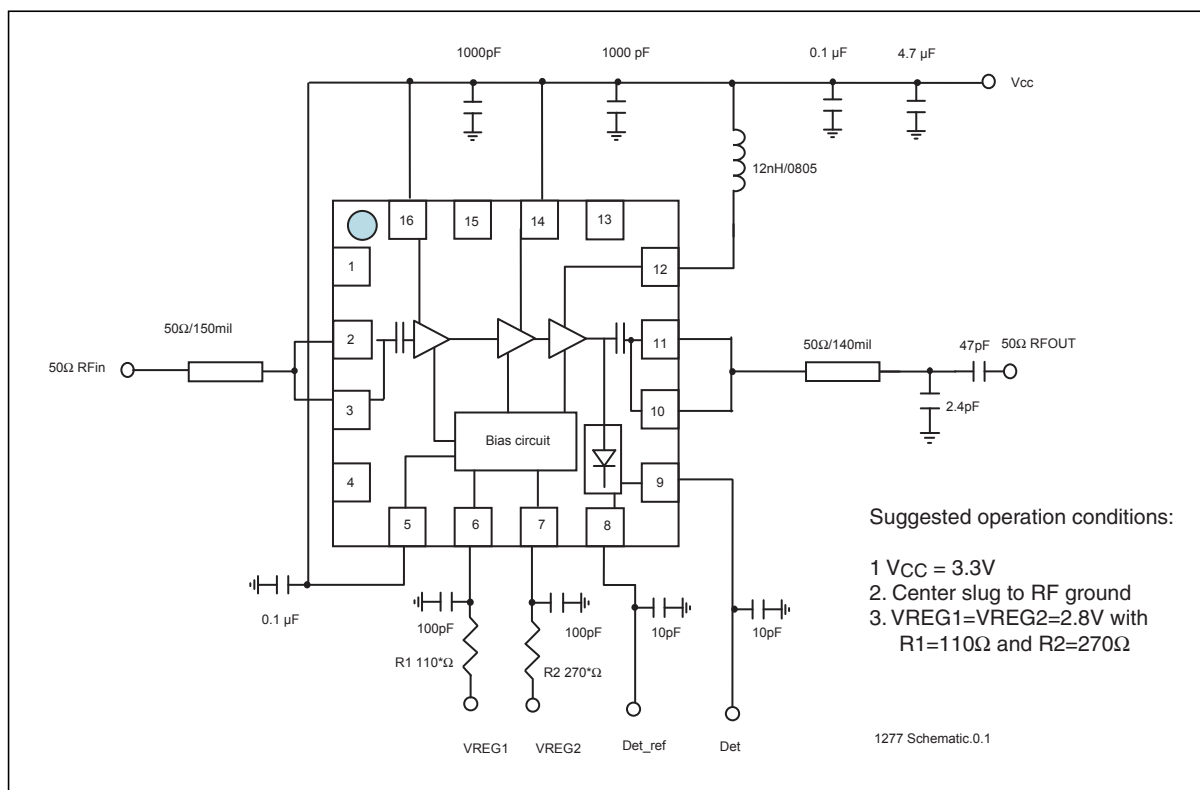 1000pF
1000 pF
0.1 µF
4.7 µF
Vcc
12nH/0805
16
15
14
13
1
12
50Ω/150mil
2
11
50Ω/140mil
47pF
50Ω RFOUT
50Ω RFin
3
10
2.4pF
Bias circuit
4
9
5
6
7
8
Suggested operation conditions:
1 VCC = 3.3V
2. Center slug to RF ground
3. VREG1=VREG2=2.8V with
R1=110Ω and R2=270Ω
0.1 µF
100pF
100pF
10pF
10pF
R1 110*Ω
R2 270*Ω
VREG1
VREG2
Det_ref
Det
1277 Schematic.0.1